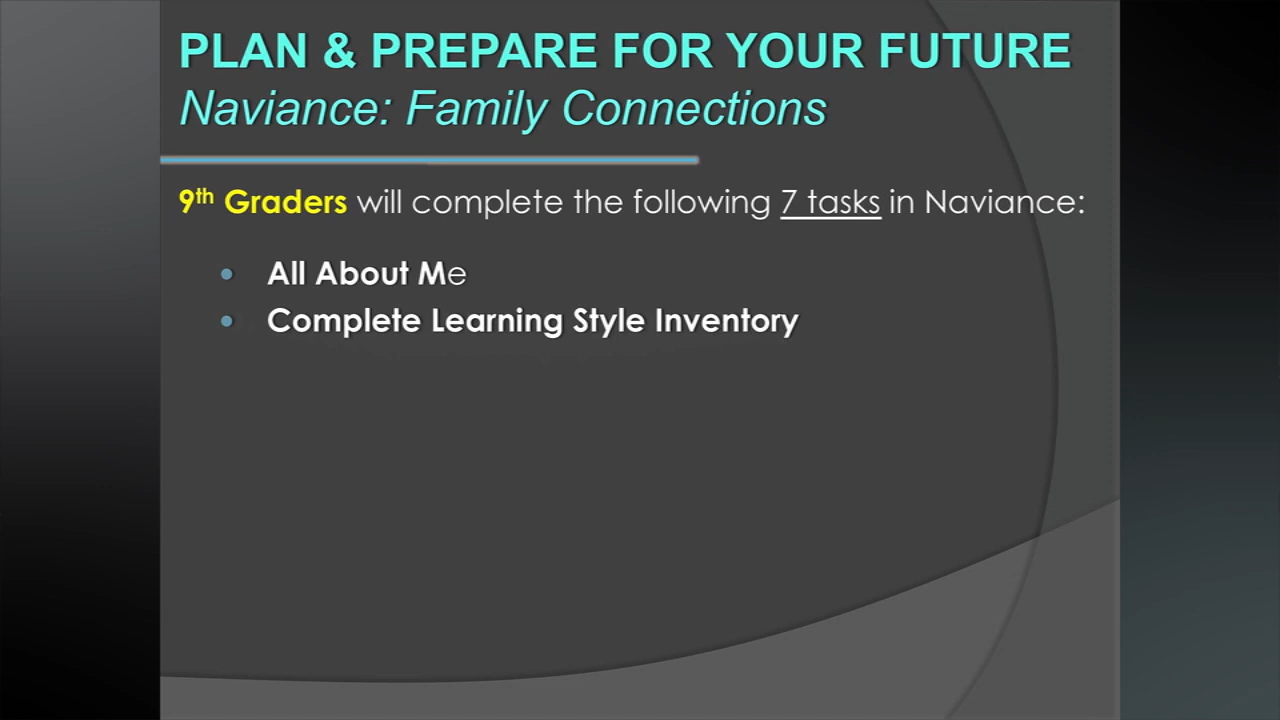 PLAN & PREPARE FOR YOUR FUTURE
Naviance: Family Connections
9th Graders will complete the following 7 tasks in Naviance:
• All About Me
• Complete Learning Style Inventory